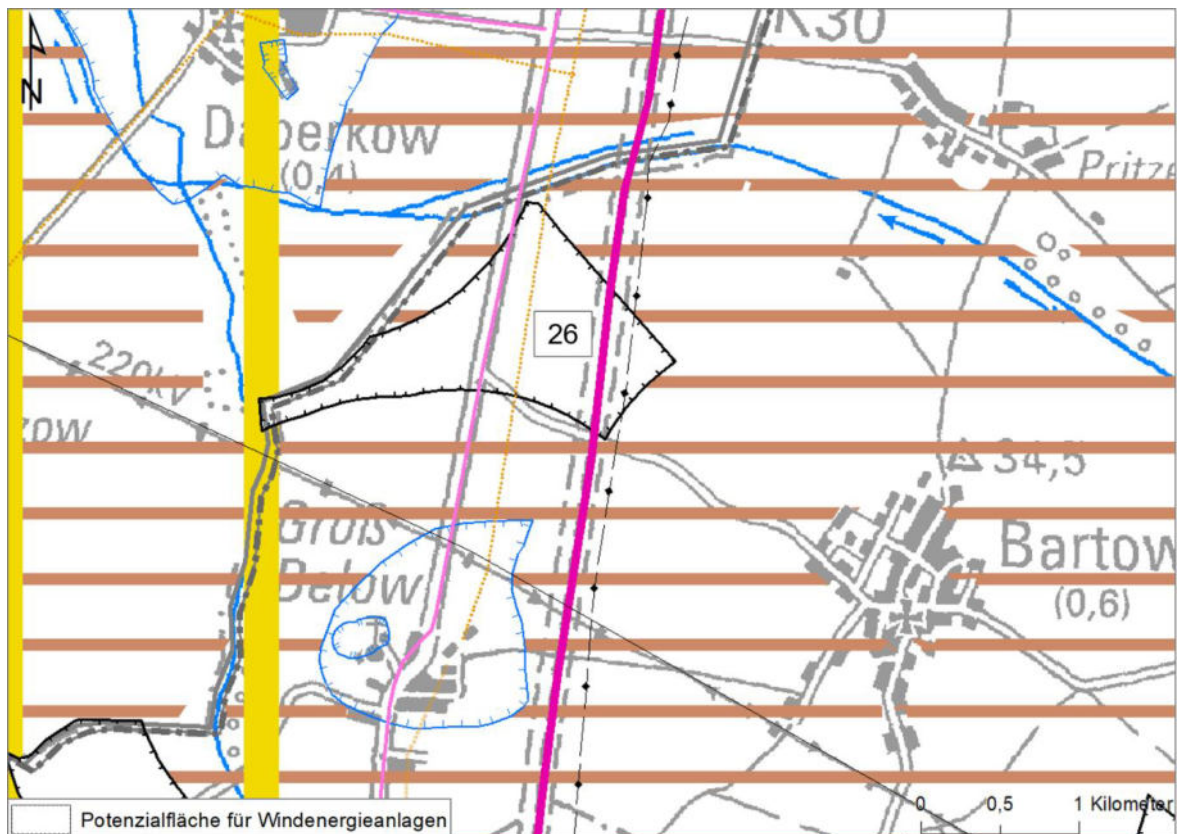 K30
N
Daberkow
(0,4)
Pritze
26
220kV
zow
34,5
Groß
Below
Bartow
(0,6)
Potenzialfläche für Windenergieanlagen
0 0,5 1 Kilometer